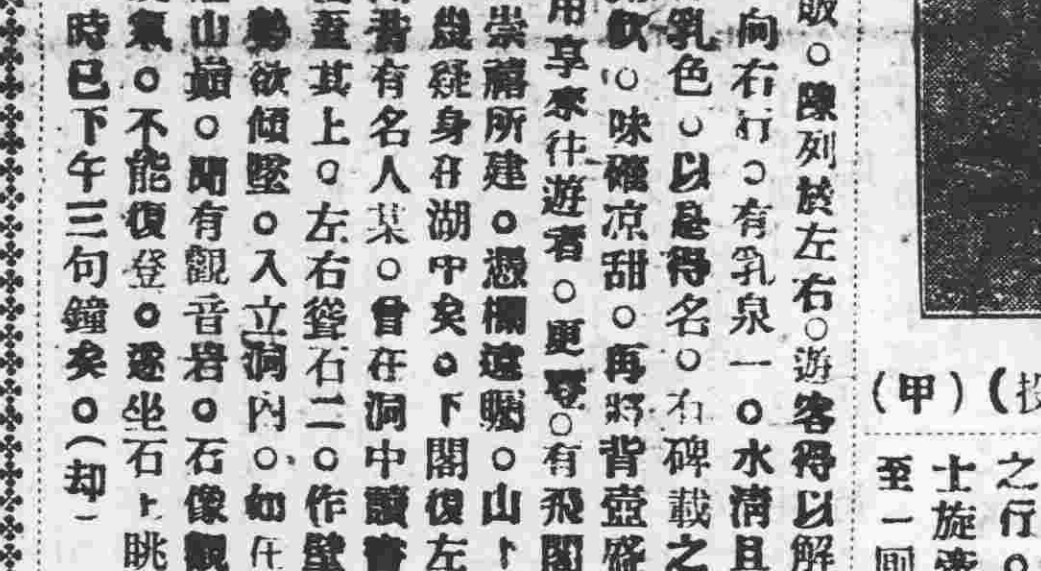 之行。
士旋
至一
(甲)(投
販。陳列於左右。遊客得以解
向右行。有乳泉一。水清且
乳色。以是得名。右碑載之
飲。味確凉甜。再將背壺盛
用享來往遊者。更登。有飛閣
崇禧所建。憑欄遠矚。山上
幾疑身在湖中矣。下閣復左
昔有名人某。曾在洞中讀書
至其上。左右聳石二。作壁
勢欲傾墜。入立洞內。如在
山巔。聞有觀音岩。石像觀
氣。不能復登。遂坐石上眺
時已下午三句鐘矣。(却)